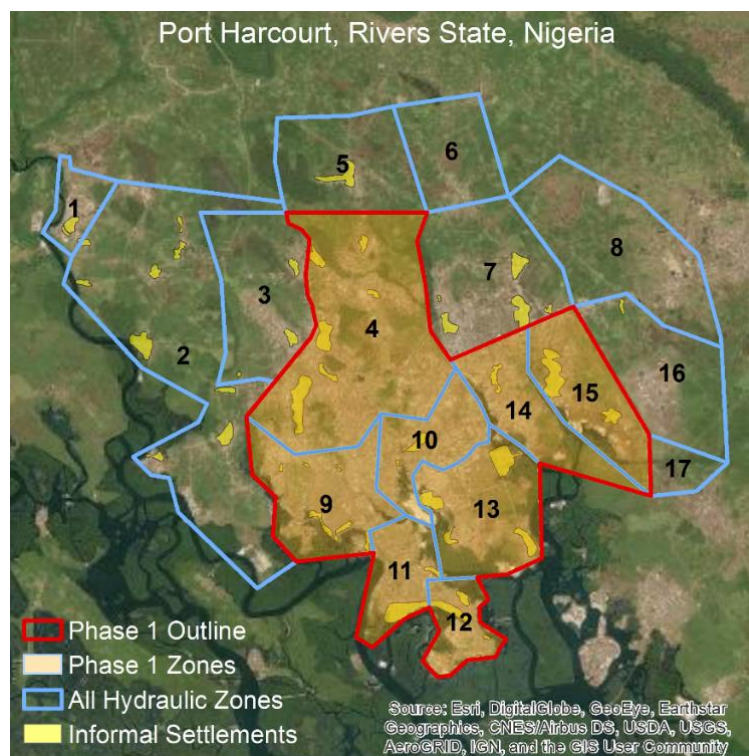 Port Harcourt, Rivers State, Nigeria
5
6
1
8
7
3
4
2
16
15
14
10
17
9
13
11
12
Phase 1 Outline
Phase 1 Zones
All Hydraulic Zones
Informal Settlements
Source: Esri, DigitalGlobe, GeoEye, Earthstar
Geographics, CNES/Airbus DS, USDA, USGS,
AeroGRID, IGN, and the GIS User Community